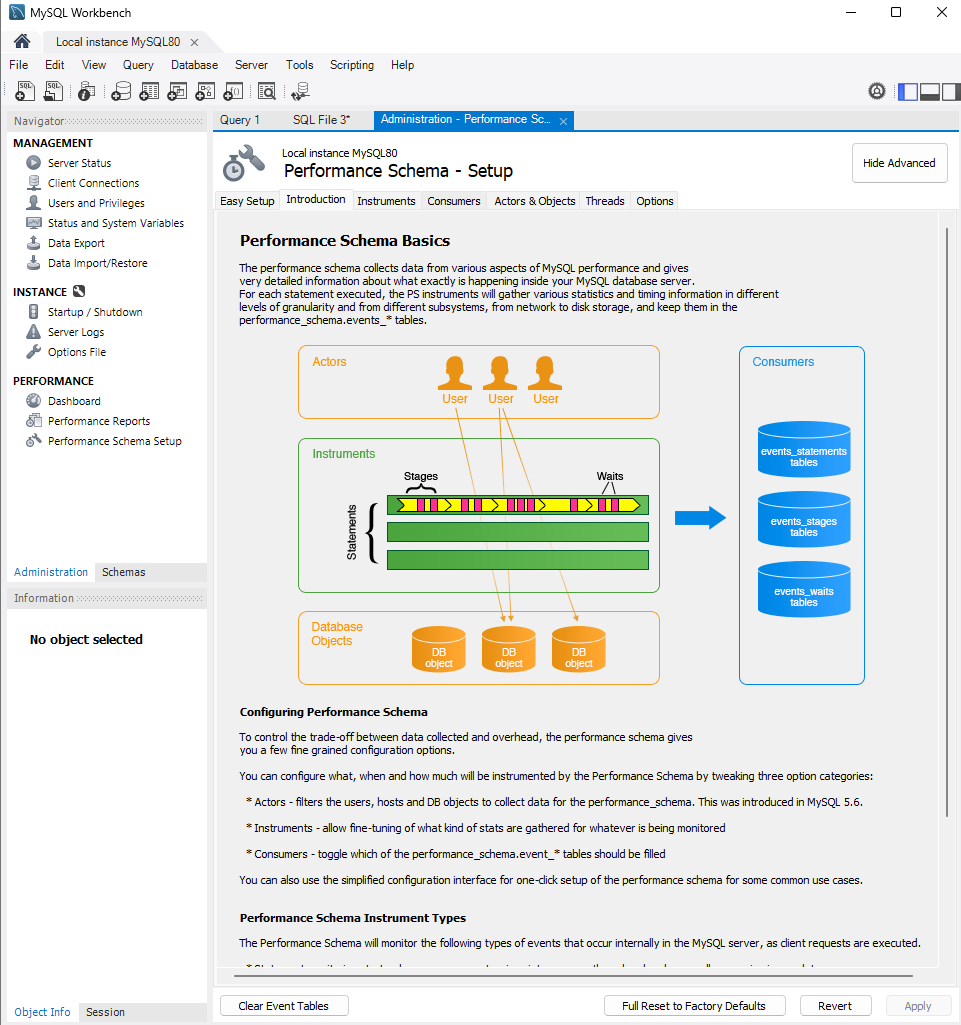 MySQL Workbench
Local instance MySQL80
File Edit View Query Database Server Tools Scripting Help
Navigator
MANAGEMENT
Server Status
Client Connections
Users and Privileges
Status and System Variables
Data Export
Data Import/Restore
INSTANCE
Startup / Shutdown
Server Logs
Options File
PERFORMANCE
Dashboard
Performance Reports
Performance Schema Setup
Administration Schemas
Information
No object selected
Object Info Session
Query 1 SQL File 3* Administration - Performance Sc...
Local instance MySQL80
Performance Schema - Setup
Hide Advanced
Easy Setup Introduction Instruments Consumers Actors & Objects Threads Options
Performance Schema Basics
The performance schema collects data from various aspects of MySQL performance and gives
very detailed information about what exactly is happening inside your MySQL database server.
For each statement executed, the PS instruments will gather various statistics and timing information in different
levels of granularity and from different subsystems, from network to disk storage, and keep them in the
performance_schema.events_* tables.
Actors
User User User
Instruments
Stages
Waits
Statements
Database
Objects
DB
object
DB
object
DB
object
Consumers
events_statements
tables
events_stages
tables
events_waits
tables
Configuring Performance Schema
To control the trade-off between data collected and overhead, the performance schema gives
you a few fine grained configuration options.
You can configure what, when and how much will be instrumented by the Performance Schema by tweaking three option categories:
* Actors - filters the users, hosts and DB objects to collect data for the performance_schema. This was introduced in MySQL 5.6.
* Instruments - allow fine-tuning of what kind of stats are gathered for whatever is being monitored
* Consumers - toggle which of the performance_schema.event_* tables should be filled
You can also use the simplified configuration interface for one-click setup of the performance schema for some common use cases.
Performance Schema Instrument Types
The Performance Schema will monitor the following types of events that occur internally in the MySQL server, as client requests are executed.
Clear Event Tables Full Reset to Factory Defaults Revert Apply